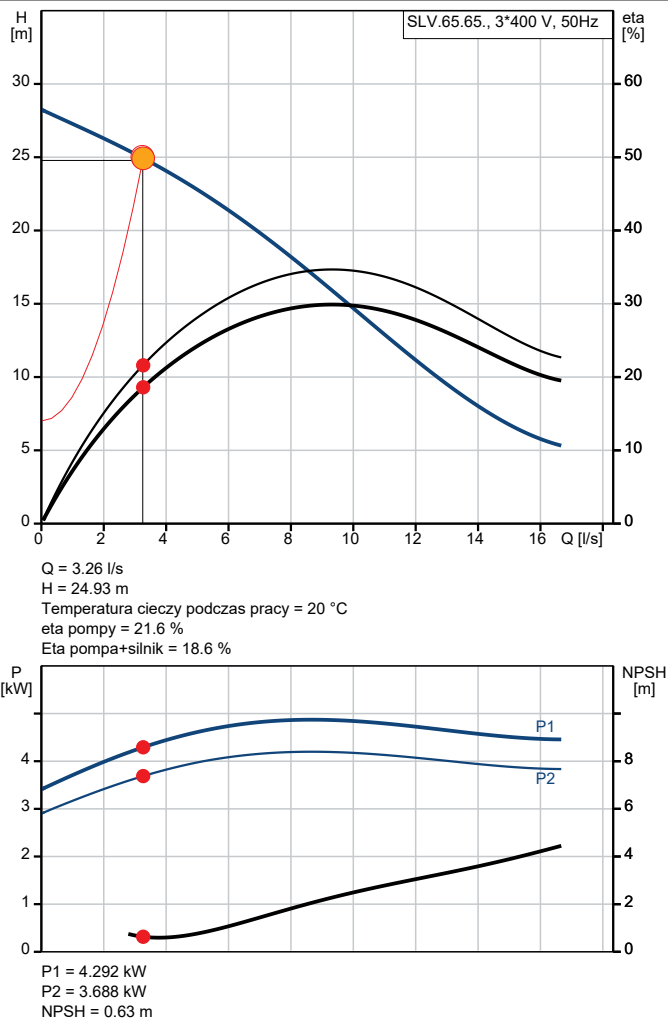 H
[m]
SLV.65.65., 3*400 V, 50Hz
eta
[%]
30
60
25
50
20
40
15
30
10
20
5
10
0
0
0
2
4
6
8
10
12
14
16
Q [l/s]
Q = 3.26 l/s
H = 24.93 m
Temperatura cieczy podczas pracy = 20 °C
eta pompy = 21.6 %
Eta pompa+silnik = 18.6 %
P
[kW]
NPSH
[m]
P1
P2
4
8
3
6
2
4
1
2
0
0
P1 = 4.292 kW
P2 = 3.688 kW
NPSH = 0.63 m